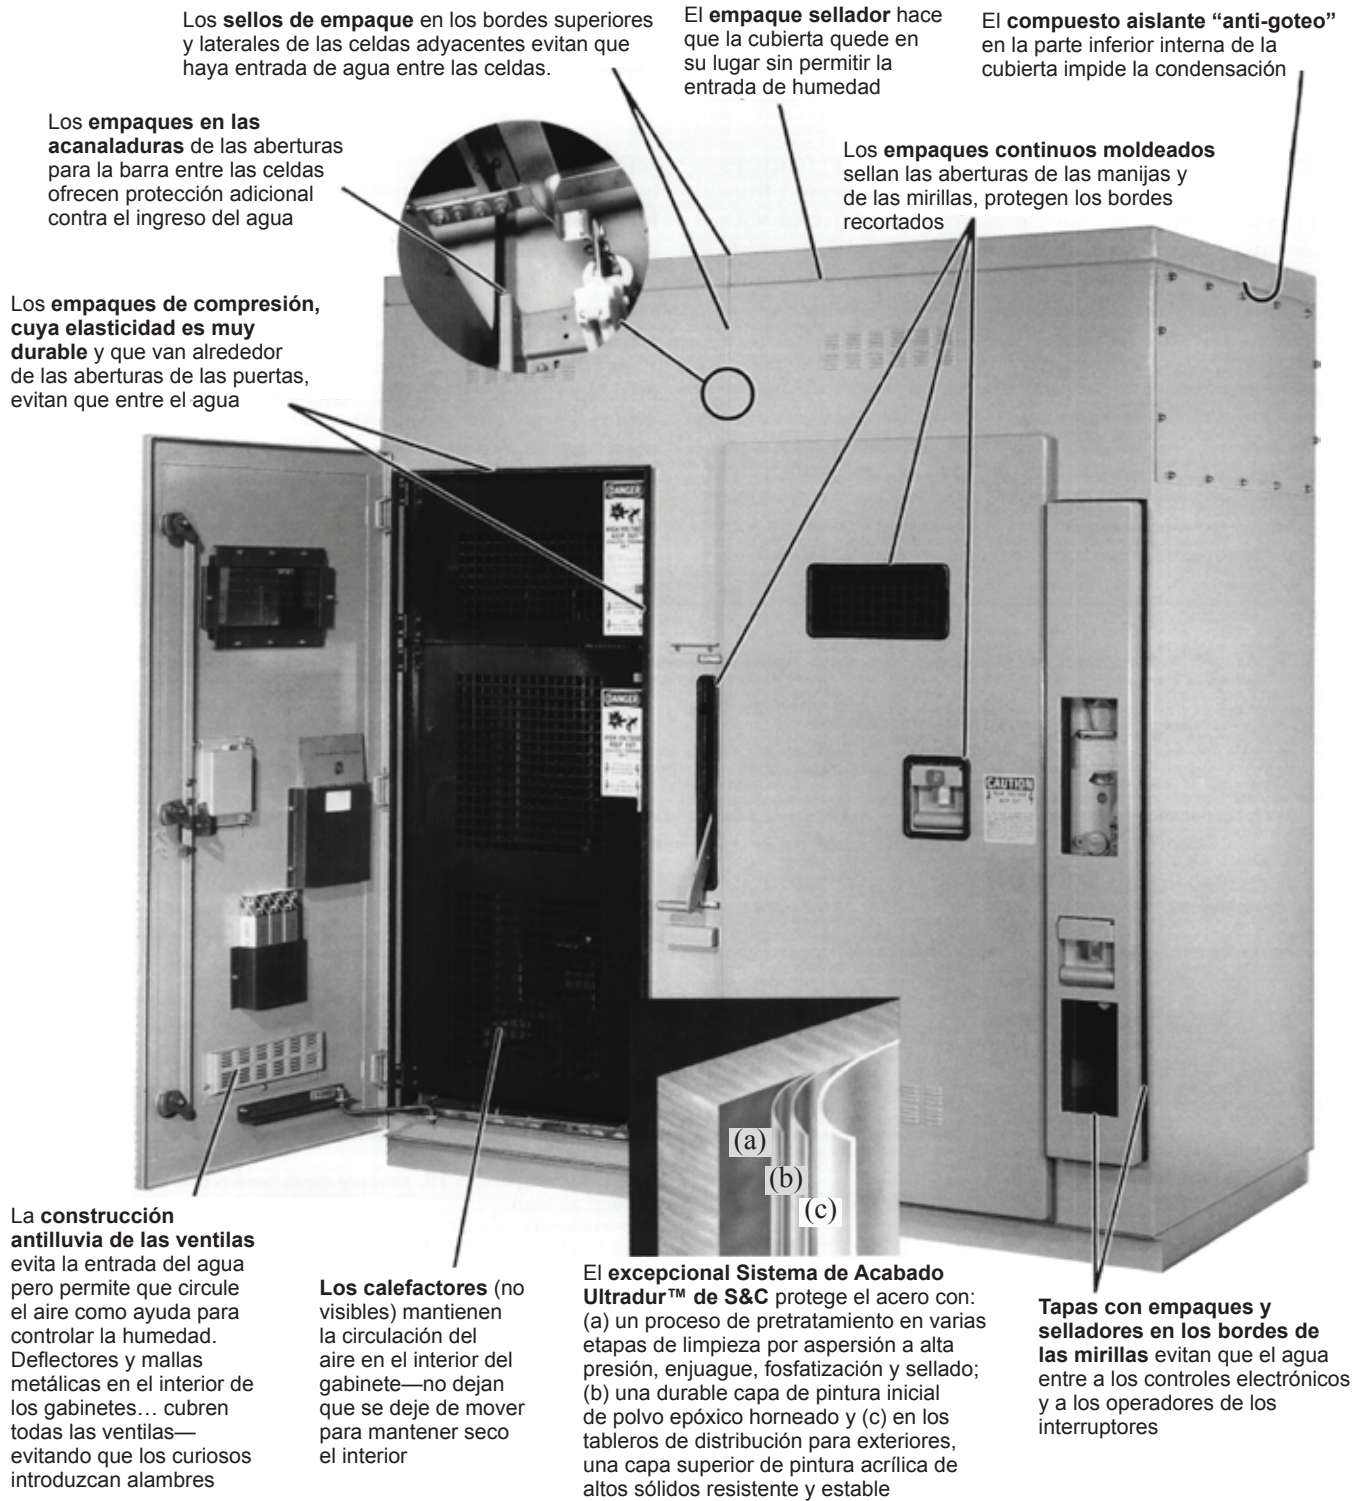 Los sellos de empaque en los bordes superiores
y laterales de las celdas adyacentes evitan que
haya entrada de agua entre las celdas.
El empaque sellador hace
que la cubierta quede en
su lugar sin permitir la
entrada de humedad
El compuesto aislante “anti-goteo”
en la parte inferior interna de la
cubierta impide la condensación
Los empaques en las
acanaladuras de las aberturas
para la barra entre las celdas
ofrecen protección adicional
contra el ingreso del agua
Los empaques continuos moldeados
sellan las aberturas de las manijas y
de las mirillas, protegen los bordes
recortados
Los empaques de compresión,
cuya elasticidad es muy
durable y que van alrededor
de las aberturas de las puertas,
evitan que entre el agua
DANGER
HIGH VOLTAGE
KEEP OUT
DANGER
HIGH VOLTAGE
KEEP OUT
CAUTION
(a)
(b)
(c)
La construcción
antilluvia de las ventilas
evita la entrada del agua
pero permite que circule
el aire como ayuda para
controlar la humedad.
Deflectores y mallas
metálicas en el interior de
los gabinetes… cubren
todas las ventilas—
evitando que los curiosos
introduzcan alambres
Los calefactores (no
visibles) mantienen
la circulación del
aire en el interior del
gabinete—no dejan
que se deje de mover
para mantener seco
el interior
El excepcional Sistema de Acabado
Ultradur™ de S&C protege el acero con:
(a) un proceso de pretratamiento en varias
etapas de limpieza por aspersión a alta
presión, enjuague, fosfatización y sellado;
(b) una durable capa de pintura inicial
de polvo epóxico horneado y (c) en los
tableros de distribución para exteriores,
una capa superior de pintura acrílica de
altos sólidos resistente y estable
Tapas con empaques y
selladores en los bordes de
las mirillas evitan que el agua
entre a los controles electrónicos
y a los operadores de los
interruptores